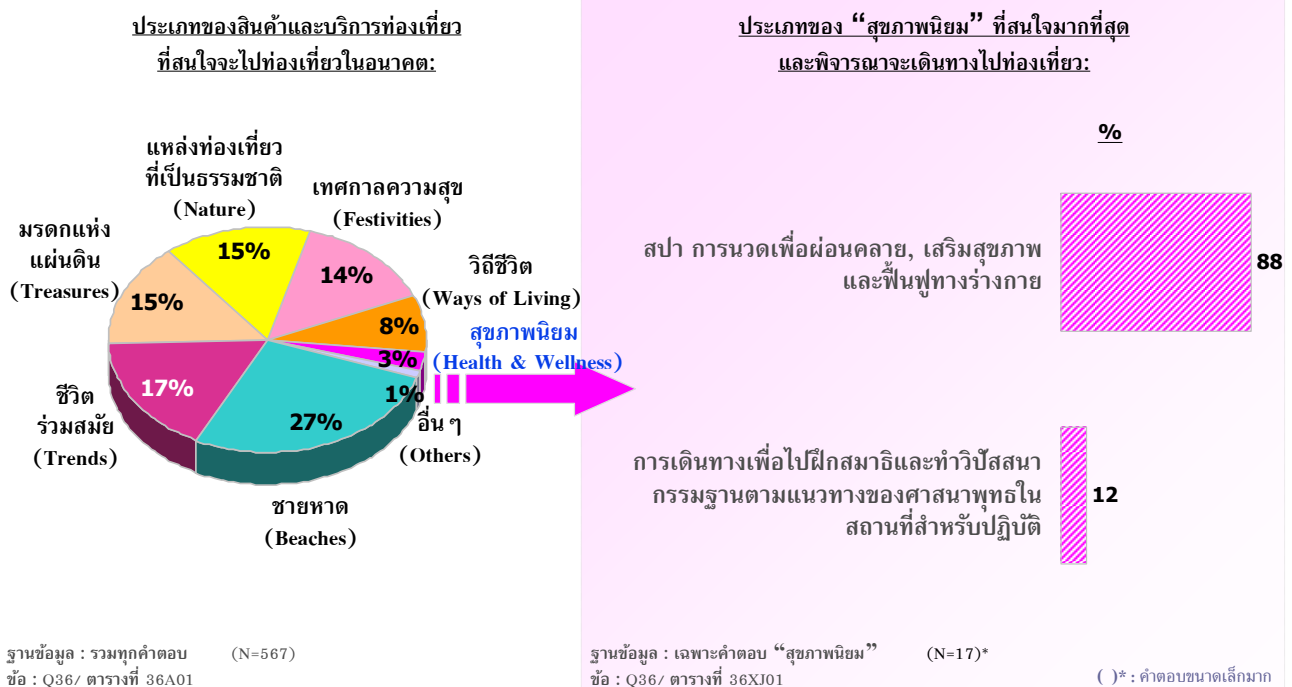 ประเภทของสินค้าและบริการท่องเที่ยว
ที่สนใจจะไปท่องเที่ยวในอนาคต:
แหล่งท่องเที่ยว
ที่เป็นธรรมชาติ
(Nature)
15%
เทศกาลความสุข
(Festivities)
14%
มรดกแห่ง
แผ่นดิน
(Treasures)
15%
วิถีชีวิต
(Ways of Living)
8%
สุขภาพนิยม
(Health & Wellness)
3%
ชีวิต
ร่วมสมัย
(Trends)
17%
27%
1%
อื่น ๆ
(Others)
ชายหาด
(Beaches)
ฐานข้อมูล : รวมทุกคำตอบ (N=567)
ข้อ : Q36/ ตารางที่ 36A01
ประเภทของ “สุขภาพนิยม” ที่สนใจมากที่สุด
และพิจารณาจะเดินทางไปท่องเที่ยว:
%
สปา การนวดเพื่อผ่อนคลาย, เสริมสุขภาพ
และฟื้นฟูทางร่างกาย
88
การเดินทางเพื่อไปฝึกสมาธิและทำวิปัสสนา
กรรมฐานตามแนวทางของศาสนาพุทธใน
สถานที่สำหรับปฏิบัติ
12
ฐานข้อมูล : เฉพาะคำตอบ “สุขภาพนิยม” (N=17)*
ข้อ : Q36/ ตารางที่ 36XJ01
( )* : คำตอบขนาดเล็กมาก